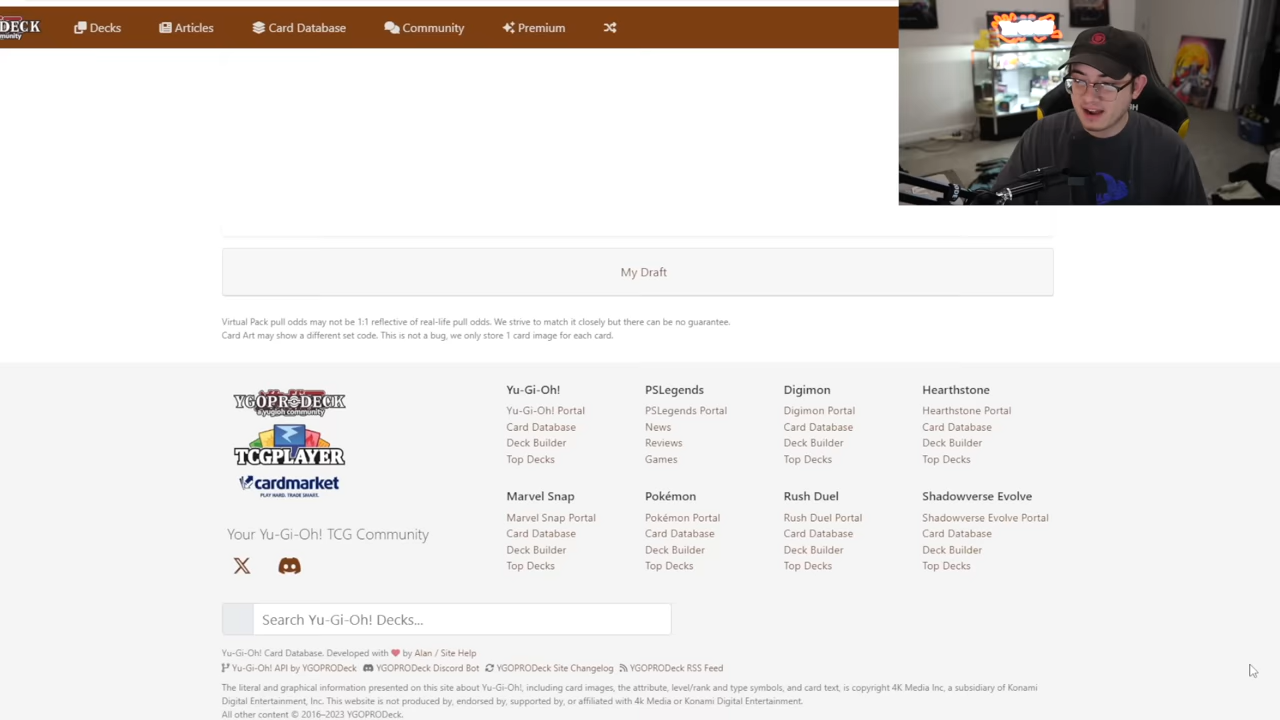 DECK
Decks
Articles
Card Database
Community
Premium
My Draft
Virtual Pack pull odds may not be 1:1 reflective of real-life pull odds. We strive to match it closely but there can be no guarantee.
Card Art may show a different set code. This is not a bug, we only store 1 card image for each card.
YGOPRODECK
a yugioh community
TCGPLAYER
cardmarket
PLAY HARD. TRADE SMART.
Your Yu-Gi-Oh! TCG Community
Yu-Gi-Oh!
Yu-Gi-Oh! Portal
Card Database
Deck Builder
Top Decks
PSLegends
PSLegends Portal
News
Reviews
Games
Digimon
Digimon Portal
Card Database
Deck Builder
Top Decks
Hearthstone
Hearthstone Portal
Card Database
Deck Builder
Top Decks
Marvel Snap
Marvel Snap Portal
Card Database
Deck Builder
Top Decks
Pokémon
Pokémon Portal
Card Database
Deck Builder
Top Decks
Rush Duel
Rush Duel Portal
Card Database
Deck Builder
Top Decks
Shadowverse Evolve
Shadowverse Evolve Portal
Card Database
Deck Builder
Top Decks
Search Yu-Gi-Oh! Decks...
Yu-Gi-Oh! Card Database. Developed with ❤ by Alan / Site Help
Yu-Gi-Oh! API by YGOPRODeck YGOPRODeck Discord Bot YGOPRODeck Site Changelog YGOPRODeck RSS Feed
The literal and graphical information presented on this site about Yu-Gi-Oh!, including card images, the attribute, level/rank and type symbols, and card text, is copyright 4K Media Inc, a subsidiary of Konami
Digital Entertainment, Inc. This website is not produced by, endorsed by, supported by, or affiliated with 4k Media or Konami Digital Entertainment.
All other content © 2016–2023 YGOPRODeck.